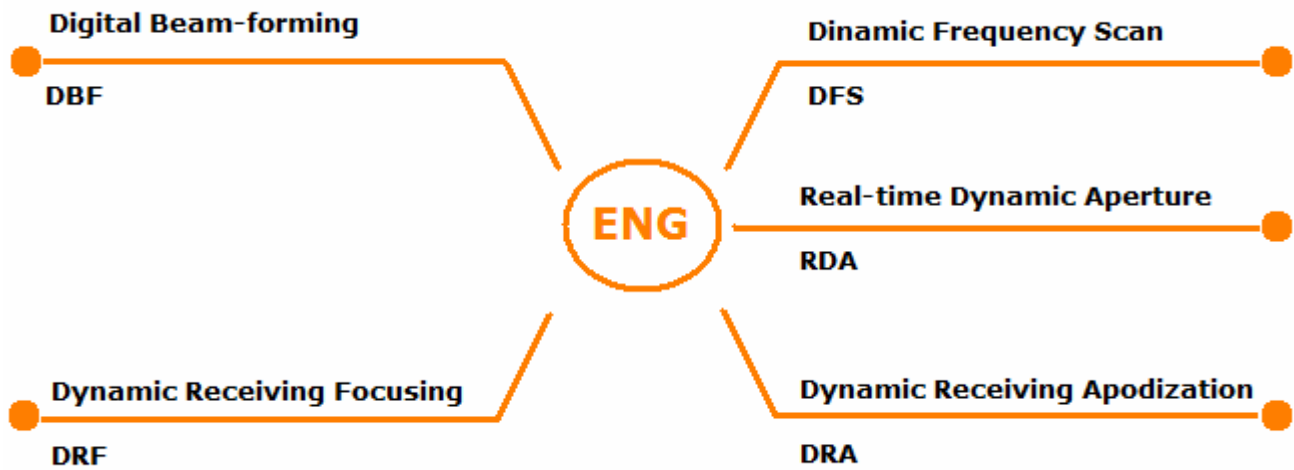 Digital Beam-forming
DBF
Dinamic Frequency Scan
DFS
ENG
Real-time Dynamic Aperture
RDA
Dynamic Receiving Focusing
DRF
Dynamic Receiving Apodization
DRA